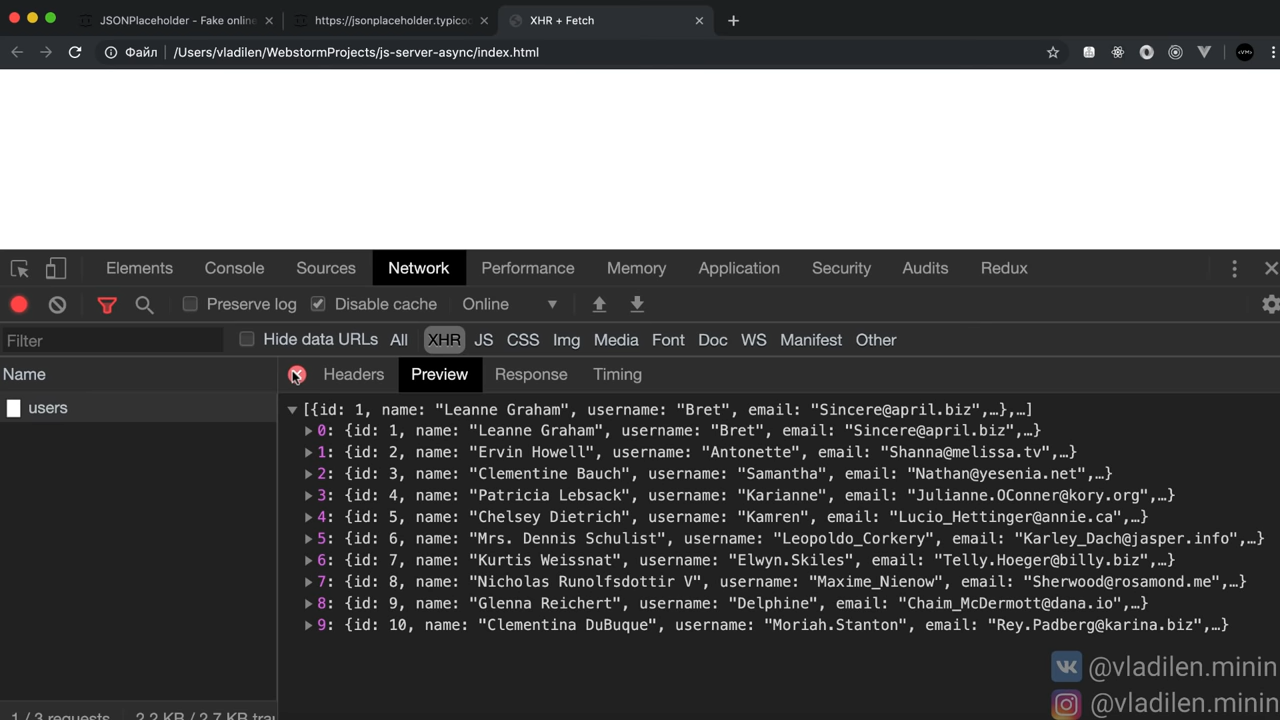 JSONPlaceholder - Fake online
https://jsonplaceholder.typicod
XHR + Fetch
Файл | /Users/vladilen/WebstormProjects/js-server-async/index.html
Elements Console Sources Network Performance Memory Application Security Audits Redux
Preserve log Disable cache Online
Filter Hide data URLs All XHR JS CSS Img Media Font Doc WS Manifest Other
Name Headers Preview Response Timing
users
[{id: 1, name: "Leanne Graham", username: "Bret", email: "Sincere@april.biz",…},…]
0: {id: 1, name: "Leanne Graham", username: "Bret", email: "Sincere@april.biz",…}
1: {id: 2, name: "Ervin Howell", username: "Antonette", email: "Shanna@melissa.tv",…}
2: {id: 3, name: "Clementine Bauch", username: "Samantha", email: "Nathan@yesenia.net",…}
3: {id: 4, name: "Patricia Lebsack", username: "Karianne", email: "Julianne.OConner@kory.org",…}
4: {id: 5, name: "Chelsey Dietrich", username: "Kamren", email: "Lucio_Hettinger@annie.ca",…}
5: {id: 6, name: "Mrs. Dennis Schulist", username: "Leopoldo_Corkery", email: "Karley_Dach@jasper.info",…}
6: {id: 7, name: "Kurtis Weissnat", username: "Elwyn.Skiles", email: "Telly.Hoeger@billy.biz",…}
7: {id: 8, name: "Nicholas Runolfsdottir V", username: "Maxime_Nienow", email: "Sherwood@rosamond.me",…}
8: {id: 9, name: "Glenna Reichert", username: "Delphine", email: "Chaim_McDermott@dana.io",…}
9: {id: 10, name: "Clementina DuBuque", username: "Moriah.Stanton", email: "Rey.Padberg@karina.biz",…}
@vladilen.minin
@vladilen.minin
1 / 3 requests 2.2 KB / 2.7 KB